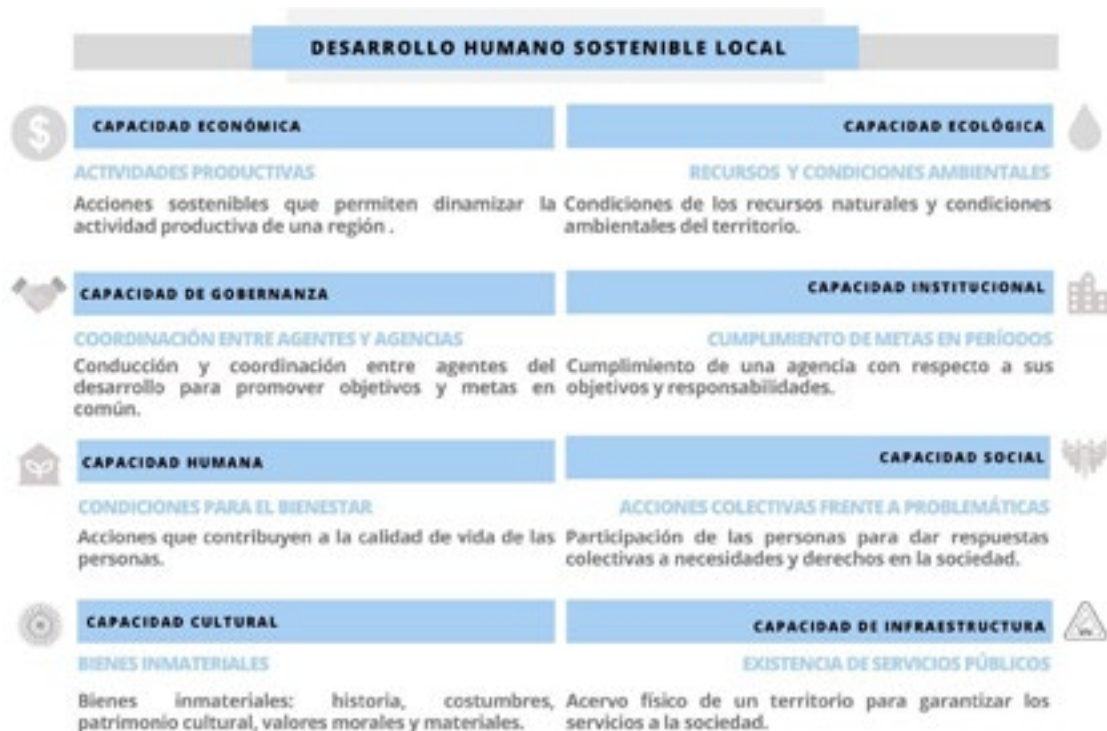 DESARROLLO HUMANO SOSTENIBLE LOCAL
CAPACIDAD ECONÓMICA
ACTIVIDADES PRODUCTIVAS
Acciones sostenibles que permiten dinamizar la
actividad productiva de una región .
CAPACIDAD ECOLÓGICA
RECURSOS Y CONDICIONES AMBIENTALES
Condiciones de los recursos naturales y condiciones
ambientales del territorio.
CAPACIDAD DE GOBERNANZA
COORDINACIÓN ENTRE AGENTES Y AGENCIAS
Conducción y coordinación entre agentes del
desarrollo para promover objetivos y metas en
común.
CAPACIDAD INSTITUCIONAL
CUMPLIMIENTO DE METAS EN PERÍODOS
Cumplimiento de una agencia con respecto a sus
objetivos y responsabilidades.
CAPACIDAD HUMANA
CONDICIONES PARA EL BIENESTAR
Acciones que contribuyen a la calidad de vida de las
personas.
CAPACIDAD SOCIAL
ACCIONES COLECTIVAS FRENTE A PROBLEMÁTICAS
Participación de las personas para dar respuestas
colectivas a necesidades y derechos en la sociedad.
CAPACIDAD CULTURAL
BIENES INMATERIALES
Bienes inmateriales: historia, costumbres,
patrimonio cultural, valores morales y materiales.
CAPACIDAD DE INFRAESTRUCTURA
EXISTENCIA DE SERVICIOS PÚBLICOS
Acervo físico de un territorio para garantizar los
servicios a la sociedad.